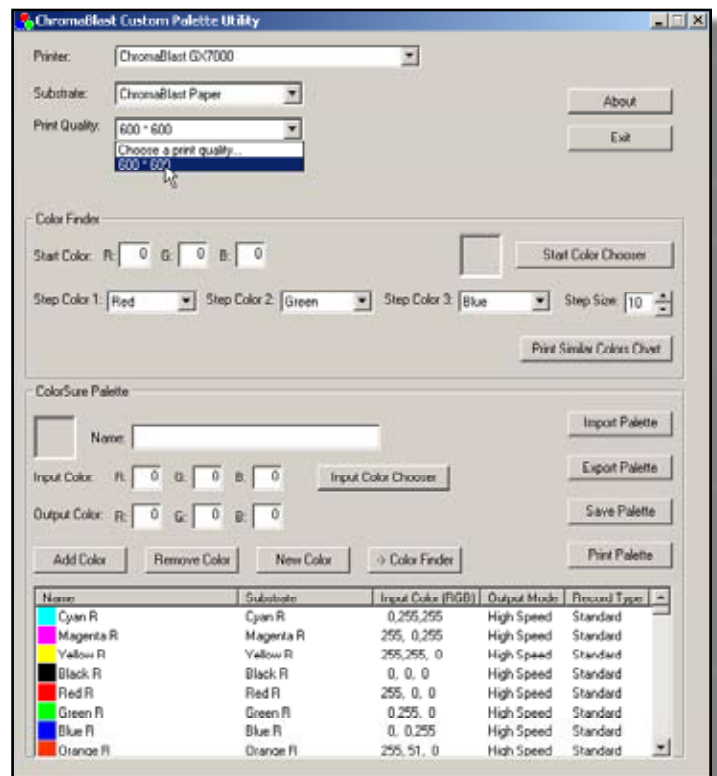 ChromaBlast Custom Palette Utility
Printer: ChromaBlast GX7000
Substrate: ChromaBlast Paper
About
Print Quality: 600 * 600
Exit
Choose a print quality...
600 * 600
Color Finder
Start Color: R: 0 G: 0 B: 0 Start Color Chooser
Step Color 1: Red Step Color 2: Green Step Color 3: Blue Step Size: 10
Print Similar Colors Chart
ColorSure Palette
Name: Import Palette
Input Color: R: 0 G: 0 B: 0 Input Color Chooser Export Palette
Output Color: R: 0 G: 0 B: 0 Save Palette
Add Color Remove Color New Color -> Color Finder Print Palette
Name Substrate Input Color (RGB) Output Mode Record Type
Cyan R Cyan R 0,255,255 High Speed Standard
Magenta R Magenta R 255, 0,255 High Speed Standard
Yellow R Yellow R 255,255, 0 High Speed Standard
Black R Black R 0, 0, 0 High Speed Standard
Red R Red R 255, 0, 0 High Speed Standard
Green R Green R 0,255, 0 High Speed Standard
Blue R Blue R 0, 0,255 High Speed Standard
Orange R Orange R 255, 51, 0 High Speed Standard